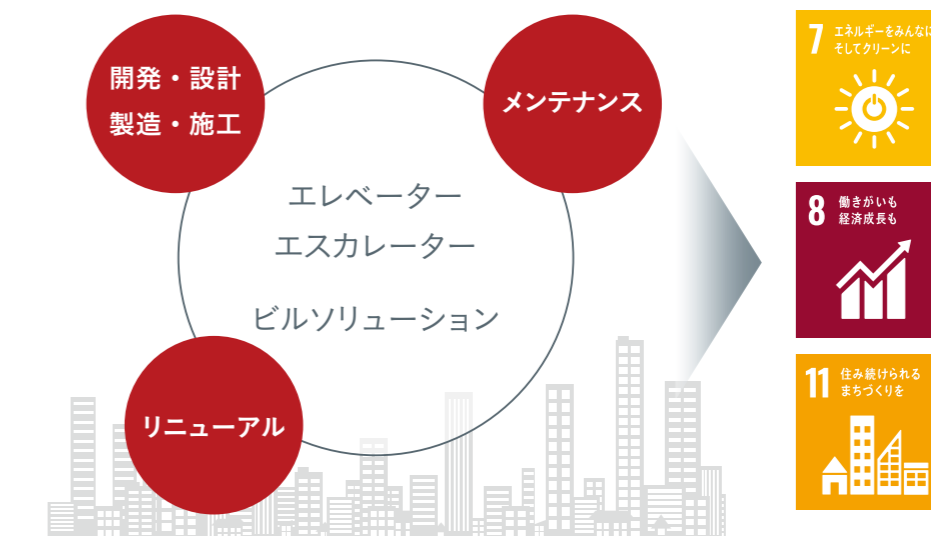 開発・設計
製造・施工
メンテナンス
エレベーター
エスカレーター
ビルソリューション
リニューアル
7 エネルギーをみんなに
そしてクリーンに
8 働きがいも
経済成長も
11 住み続けられる
まちづくりを